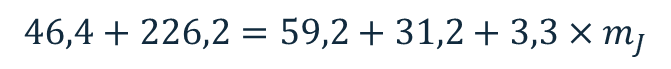 46,4 + 226,2 = 59,2 + 31,2 + 3,3 × m_J